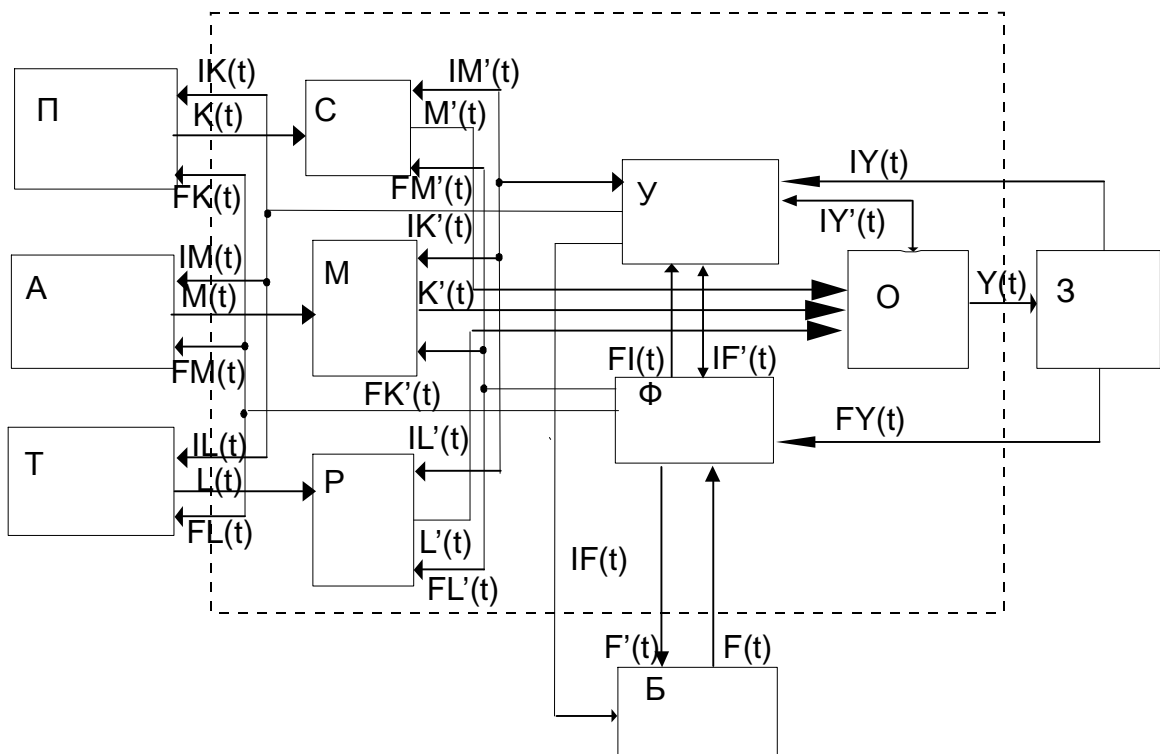 IK(t)
IM’(t)
П
K(t)
С
M’(t)
FK(t)
FM’(t)
У
IY(t)
IK’(t)
IY’(t)
IM(t)
А
M(t)
М
K’(t)
О
Y(t)
З
FM(t)
FI(t)
IF’(t)
FK’(t)
Ф
IL(t)
IL’(t)
FY(t)
Т
L(t)
Р
FL(t)
L’(t)
IF(t)
FL’(t)
F’(t)
F(t)
Б